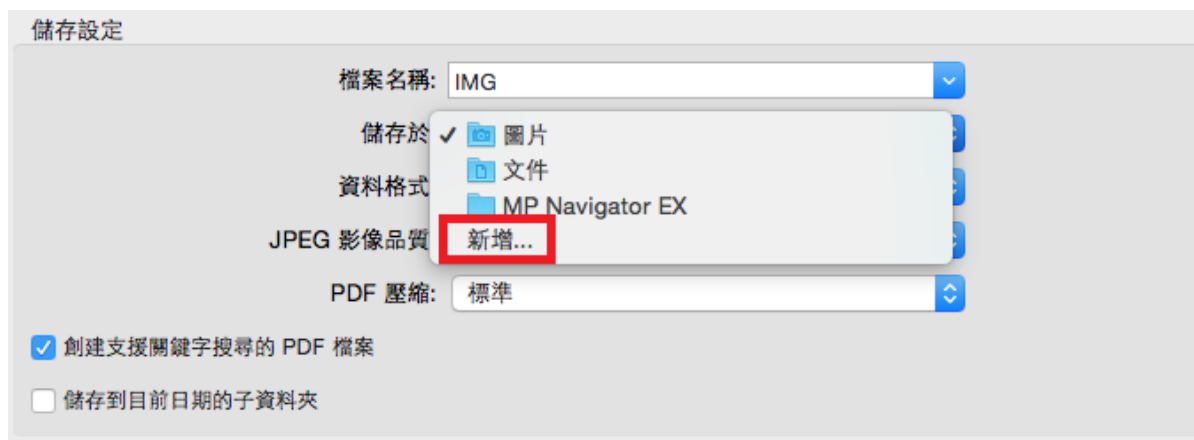 儲存設定
檔案名稱: IMG
儲存於 ✓ 圖片
文件
資料格式
MP Navigator EX
JPEG 影像品質 新增...
PDF 壓縮: 標準
創建支援關鍵字搜尋的 PDF 檔案
儲存到目前日期的子資料夾